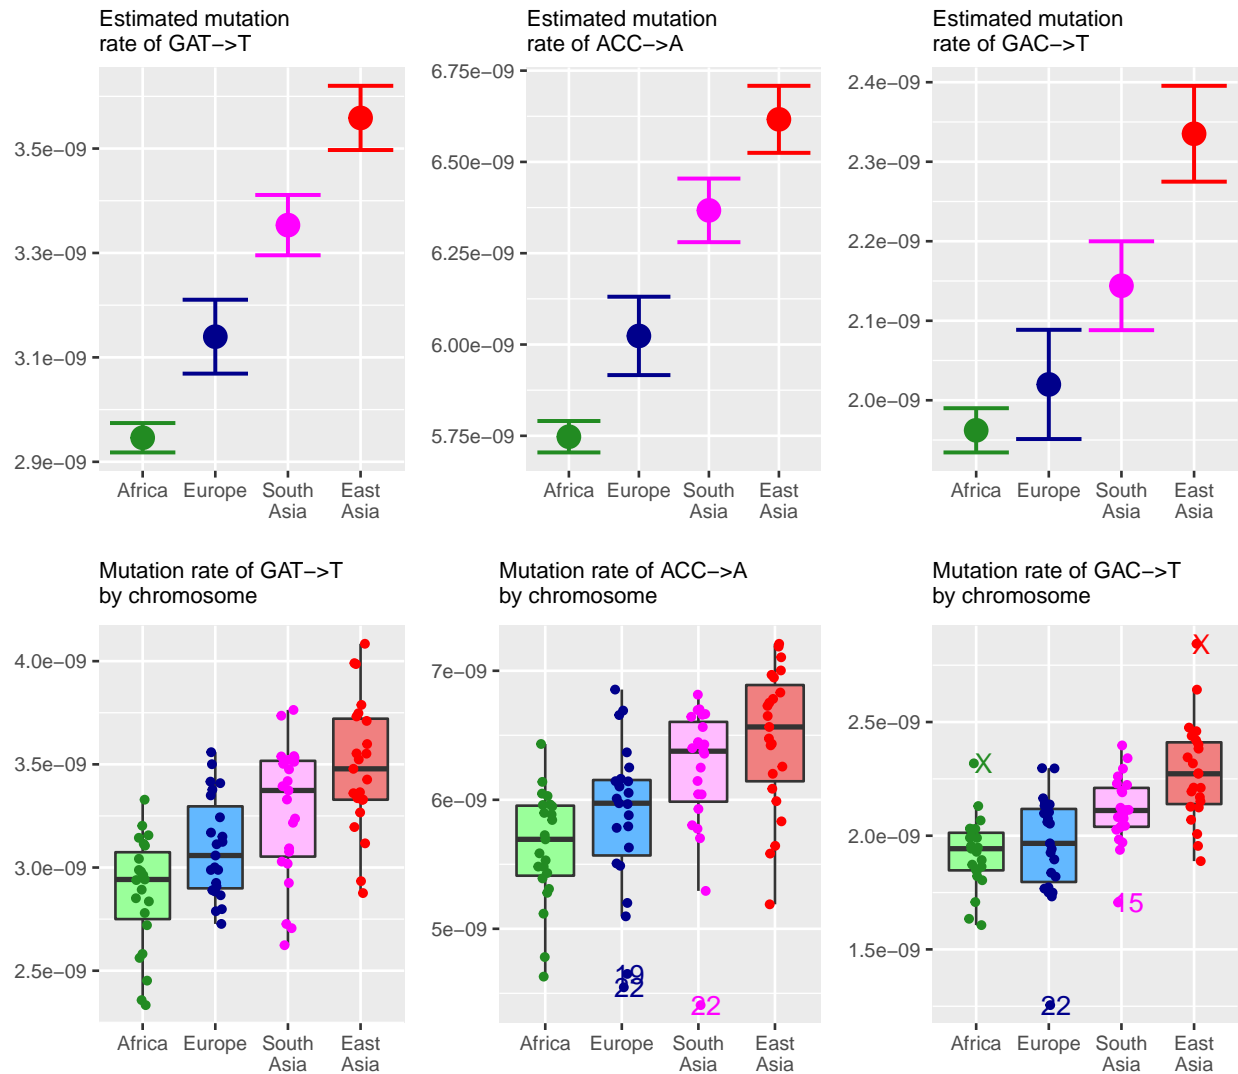 Estimated mutation
rate of GAT−>T
3.5e−09
3.3e−09
3.1e−09
2.9e−09
Africa
Europe
South
Asia
East
Asia
Estimated mutation
rate of ACC−>A
6.75e−09
6.50e−09
6.25e−09
6.00e−09
5.75e−09
Africa
Europe
South
Asia
East
Asia
Estimated mutation
rate of GAC−>T
2.4e−09
2.3e−09
2.2e−09
2.1e−09
2.0e−09
Africa
Europe
South
Asia
East
Asia
Mutation rate of GAT−>T
by chromosome
4.0e−09
3.5e−09
3.0e−09
2.5e−09
Africa
Europe
South
Asia
East
Asia
Mutation rate of ACC−>A
by chromosome
7e−09
6e−09
5e−09
19
22
22
Africa
Europe
South
Asia
East
Asia
Mutation rate of GAC−>T
by chromosome
2.5e−09
2.0e−09
1.5e−09
X
X
15
22
Africa
Europe
South
Asia
East
Asia